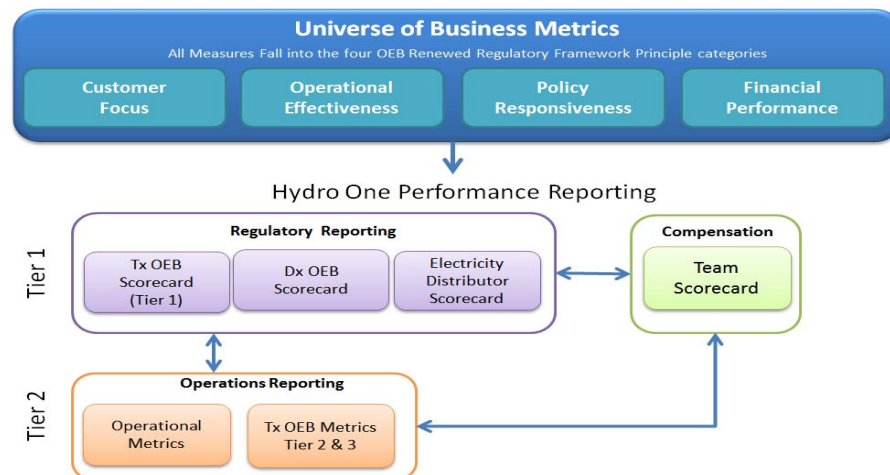 Universe of Business Metrics
All Measures Fall into the four OEB Renewed Regulatory Framework Principle categories
Customer
Focus
Operational
Effectiveness
Policy
Responsiveness
Financial
Performance
Hydro One Performance Reporting
Tier 1
Regulatory Reporting
Tx OEB
Scorecard
(Tier 1)
Dx OEB
Scorecard
Electricity
Distributor
Scorecard
Compensation
Team
Scorecard
Tier 2
Operations Reporting
Operational
Metrics
Tx OEB Metrics
Tier 2 & 3